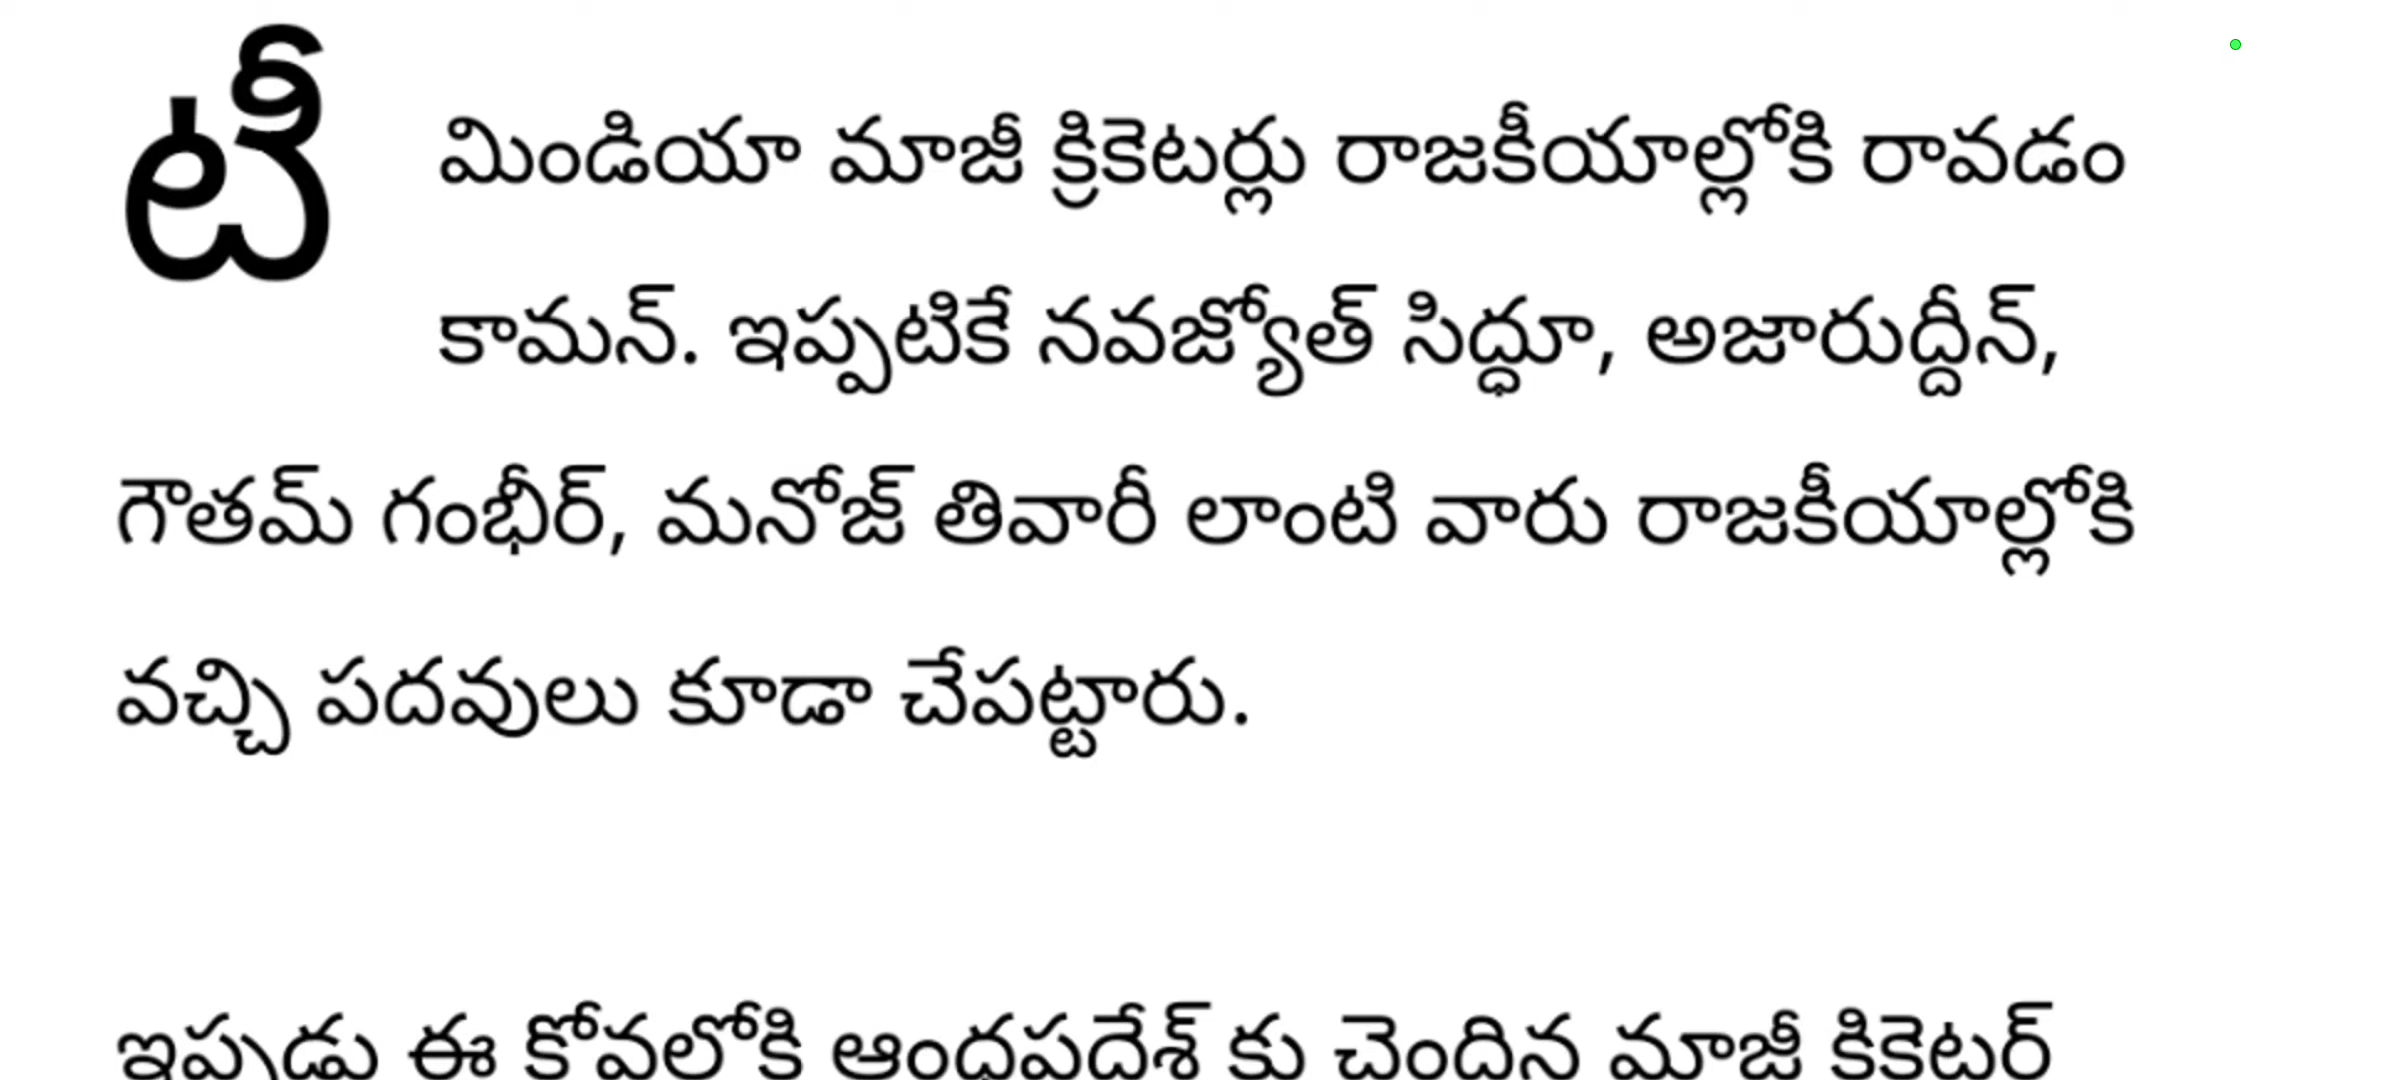 టీమిండియా మాజీ క్రికెటర్లు రాజకీయాల్లోకి రావడం
కామన్. ఇప్పటికే నవజ్యోత్ సిద్ధూ, అజారుద్దీన్,
గౌతమ్ గంభీర్, మనోజ్ తివారీ లాంటి వారు రాజకీయాల్లోకి
వచ్చి పదవులు కూడా చేపట్టారు.
ఇప్పుడు ఈ కోవలోకి ఆంధ్రప్రదేశ్ కు చెందిన మాజీ క్రికెటర్